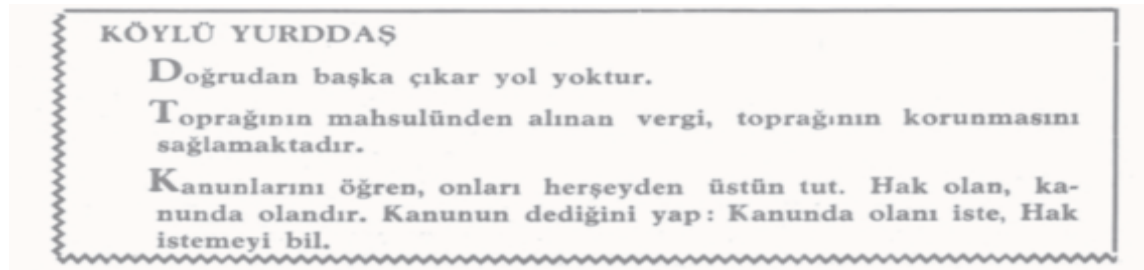 KÖYLÜ YURDDAŞ
Doğrudan başka çıkar yol yoktur.
Toprağının mahsulünden alınan vergi, toprağının korunmasını
sağlamaktadır.
Kanunlarını öğren, onları herşeyden üstün tut. Hak olan, ka-
nunda olandır. Kanunun dediğini yap: Kanunda olanı iste, Hak
istemeyi bil.